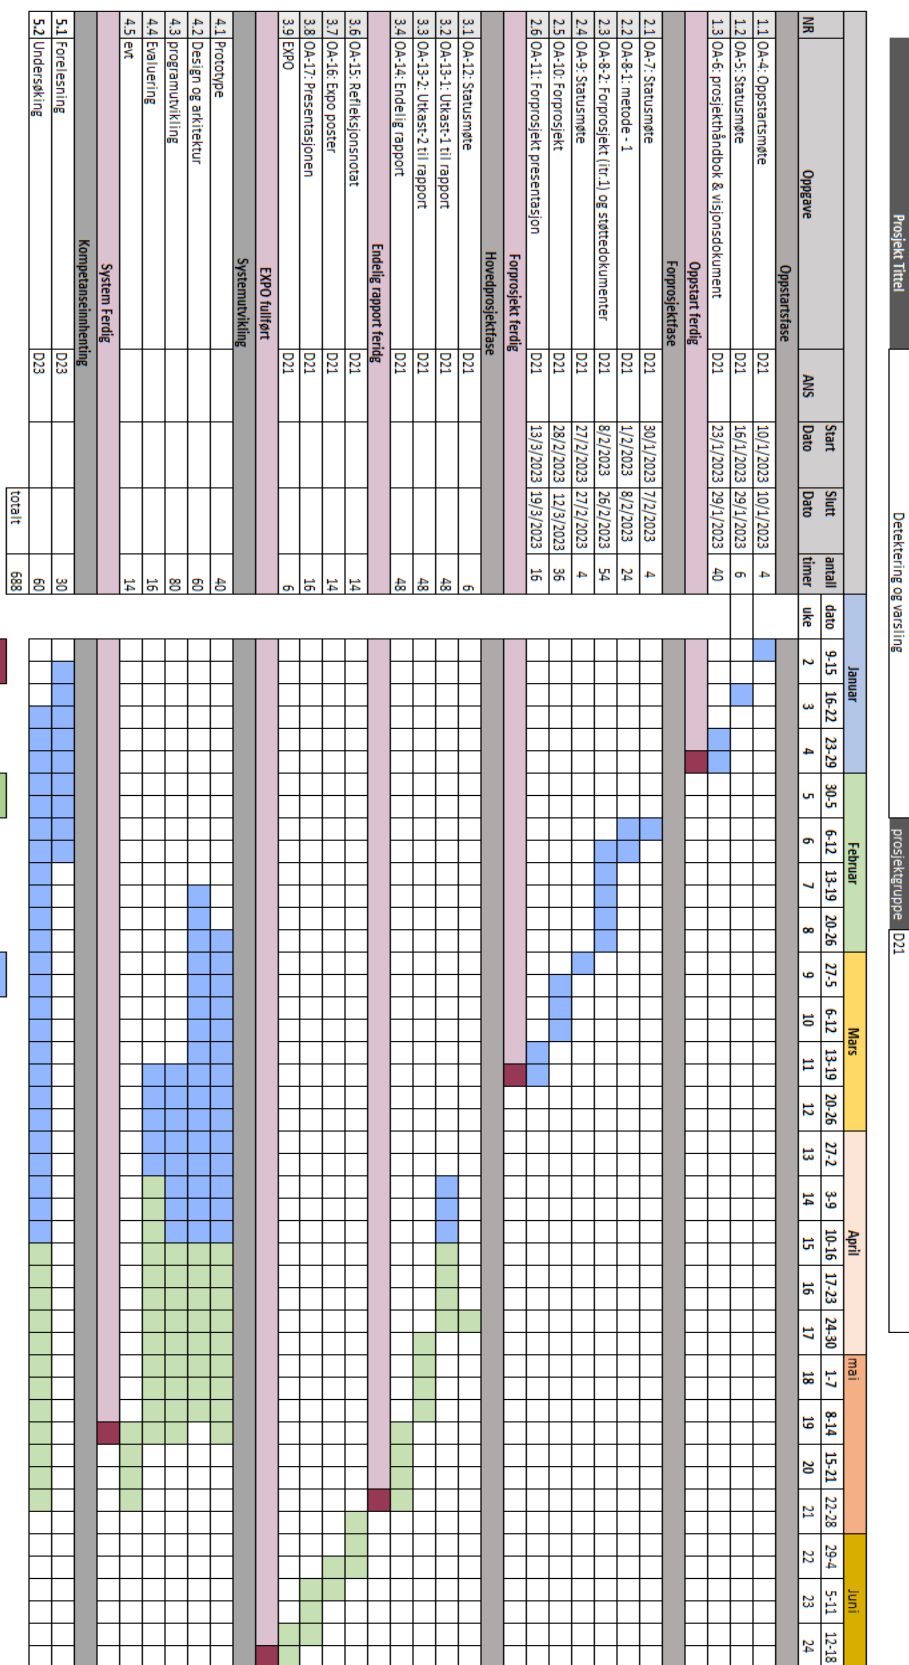 Prosjekt Tittel Detektering og varsling prosjektgruppe D21
Januar Februar Mars April mai Juni
NR Oppgave ANS Start Dato Slutt Dato antall timer
dato 9-15 16-22 23-29 30-5 6-12 13-19 20-26 27-5 6-12 13-19 20-26 27-2 3-9 10-16 17-23 24-30 1-7 8-14 15-21 22-28 29-4 5-11 12-18
uke 2 3 4 5 6 7 8 9 10 11 12 13 14 15 16 17 18 19 20 21 22 23 24
Oppstartsfase
1.1 OA-4: Oppstartsmøte D21 10/1/2023 10/1/2023 4
1.2 OA-5: Statusmøte D21 16/1/2023 29/1/2023 6
1.3 OA-6: prosjekthåndbok & visjonsdokument D21 23/1/2023 29/1/2023 40
Oppstart ferdig
Forprosjektfase
2.1 OA-7: Statusmøte D21 30/1/2023 7/2/2023 4
2.2 OA-8-1: metode - 1 D21 1/2/2023 8/2/2023 24
2.3 OA-8-2: Forprosjekt (itr.1) og støttedokumenter D21 8/2/2023 26/2/2023 54
2.4 OA-9: Statusmøte D21 27/2/2023 27/2/2023 4
2.5 OA-10: Forprosjekt D21 28/2/2023 12/3/2023 36
2.6 OA-11: Forprosjekt presentasjon D21 13/3/2023 19/3/2023 16
Forprosjekt ferdig
Hovedprosjektfase
3.1 OA-12: Statusmøte D21 6
3.2 OA-13-1: Utkast-1 til rapport D21 48
3.3 OA-13-2: Utkast-2 til rapport D21 48
3.4 OA-14: Endelig rapport D21 48
Endelig rapport feridg
3.6 OA-15: Refleksjonsnotat D21 14
3.7 OA-16: Expo poster D21 14
3.8 OA-17: Presentasjonen D21 16
3.9 EXPO D21 6
EXPO fullført
Systemutvikling
4.1 Prototype 40
4.2 Design og arkitektur 60
4.3 programutvikling 80
4.4 Evaluering 16
4.5 evt 14
System Ferdig
Kompetanseinnhenting
5.1 Forelesning D23 30
5.2 Undersøking D23 60
totalt 688